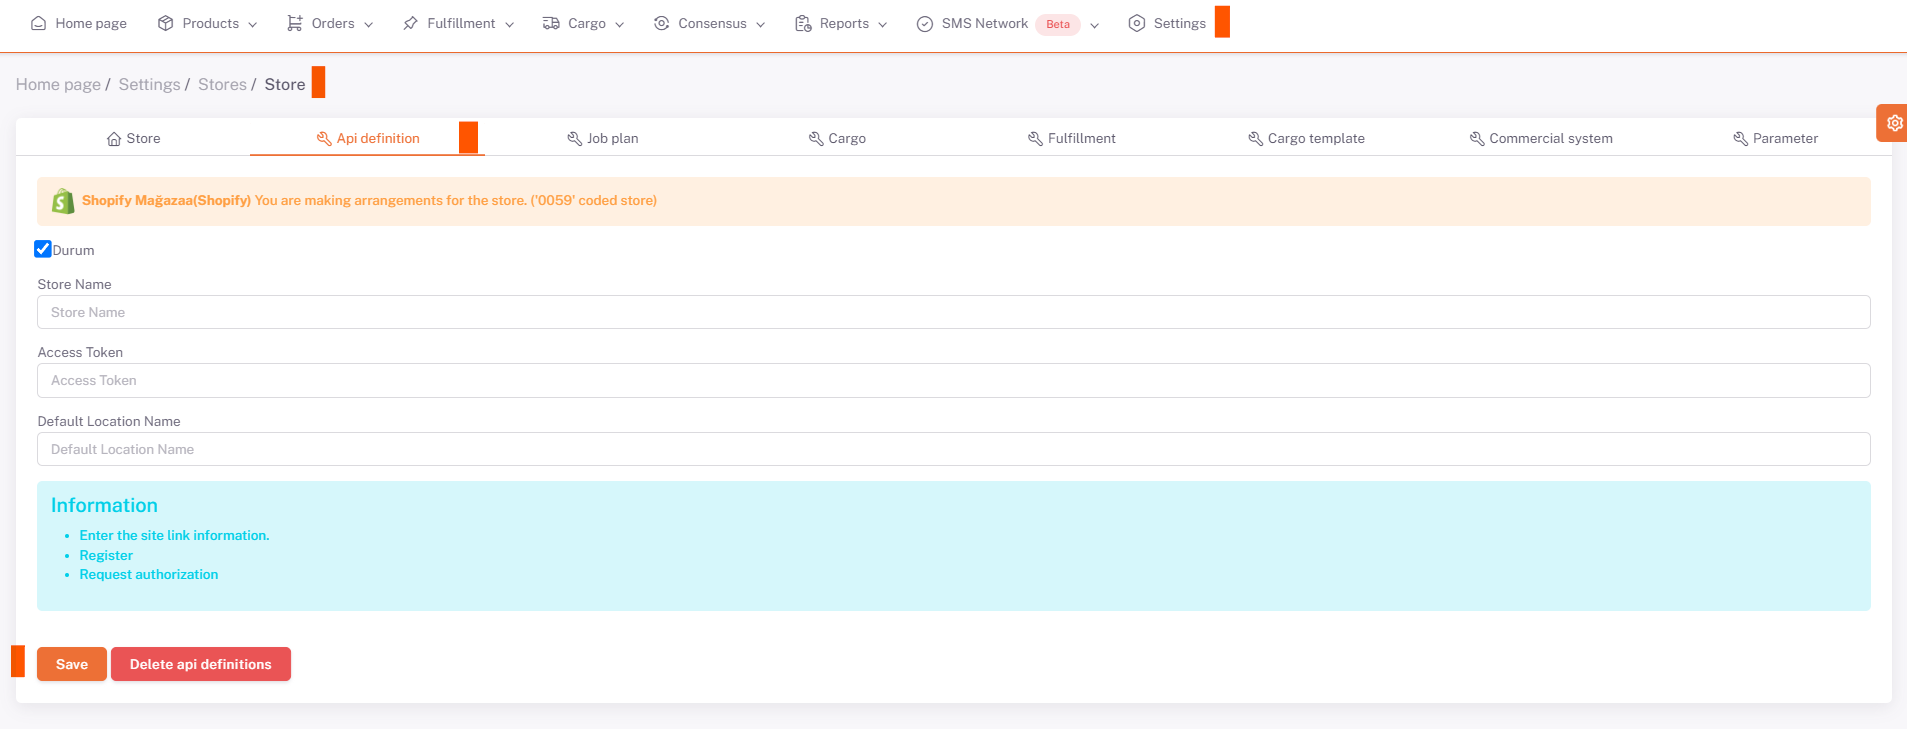 Home page Products Orders Fulfillment Cargo Consensus Reports SMS Network Beta Settings
Home page / Settings / Stores / Store
Store Api definition Job plan Cargo Fulfillment Cargo template Commercial system Parameter
Shopify Mağazaa(Shopify) You are making arrangements for the store. ('0059' coded store)
Durum
Store Name
Store Name
Access Token
Access Token
Default Location Name
Default Location Name
Information
• Enter the site link information.
• Register
• Request authorization
Save Delete api definitions